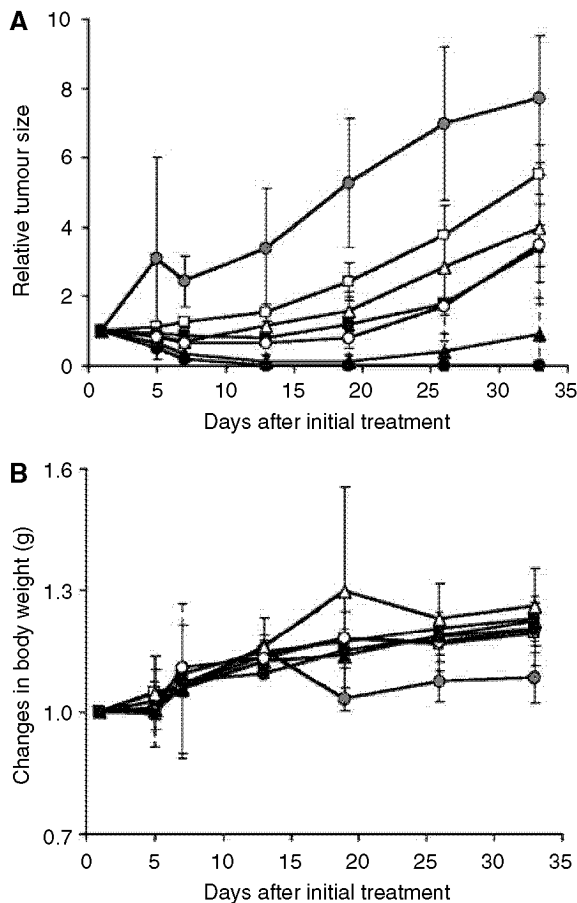 A
10
8
6
4
2
0
Relative tumour size
0 5 10 15 20 25 30 35
Days after initial treatment
B
1.6
1.3
1.0
0.7
Changes in body weight (g)
0 5 10 15 20 25 30 35
Days after initial treatment